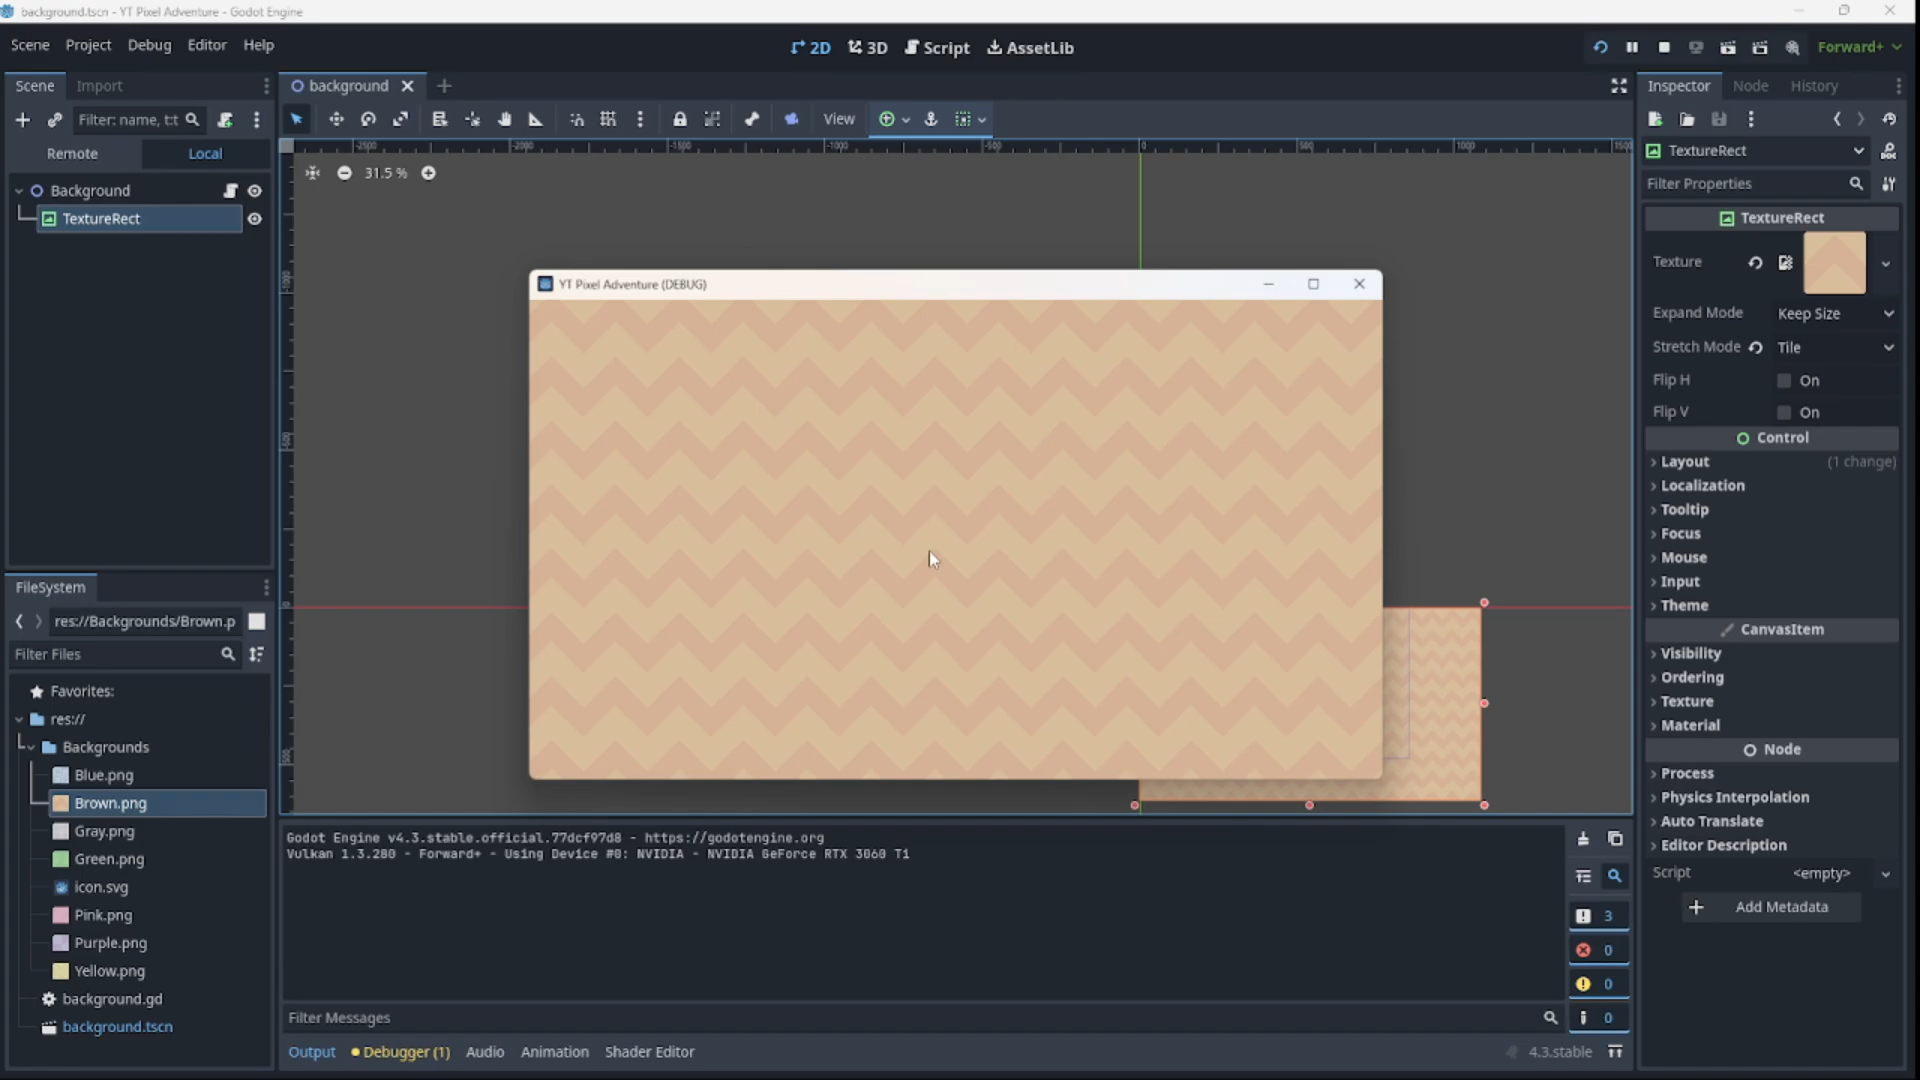 background.tscn - YT Pixel Adventure - Godot Engine
Scene Project Debug Editor Help
2D 3D Script AssetLib
Forward+
Scene Import
background
Inspector Node History
Filter: name, t:t
View
Remote Local
TextureRect
31.5 %
Filter Properties
Background
TextureRect
TextureRect
Texture
YT Pixel Adventure (DEBUG)
Expand Mode Keep Size
Stretch Mode Tile
Flip H On
Flip V On
Control
Layout (1 change)
Localization
Tooltip
Focus
Mouse
Input
Theme
CanvasItem
Visibility
Ordering
Texture
Material
Node
Process
Physics Interpolation
Auto Translate
Editor Description
Script <empty>
Add Metadata
FileSystem
res://Backgrounds/Brown.p
Filter Files
Favorites:
res://
Backgrounds
Blue.png
Brown.png
Gray.png
Green.png
icon.svg
Pink.png
Purple.png
Yellow.png
background.gd
background.tscn
Godot Engine v4.3.stable.official.77dcf97d8 - https://godotengine.org
Vulkan 1.3.280 - Forward+ - Using Device #0: NVIDIA - NVIDIA GeForce RTX 3060 Ti
3
0
0
0
Filter Messages
Output Debugger (1) Audio Animation Shader Editor
4.3.stable